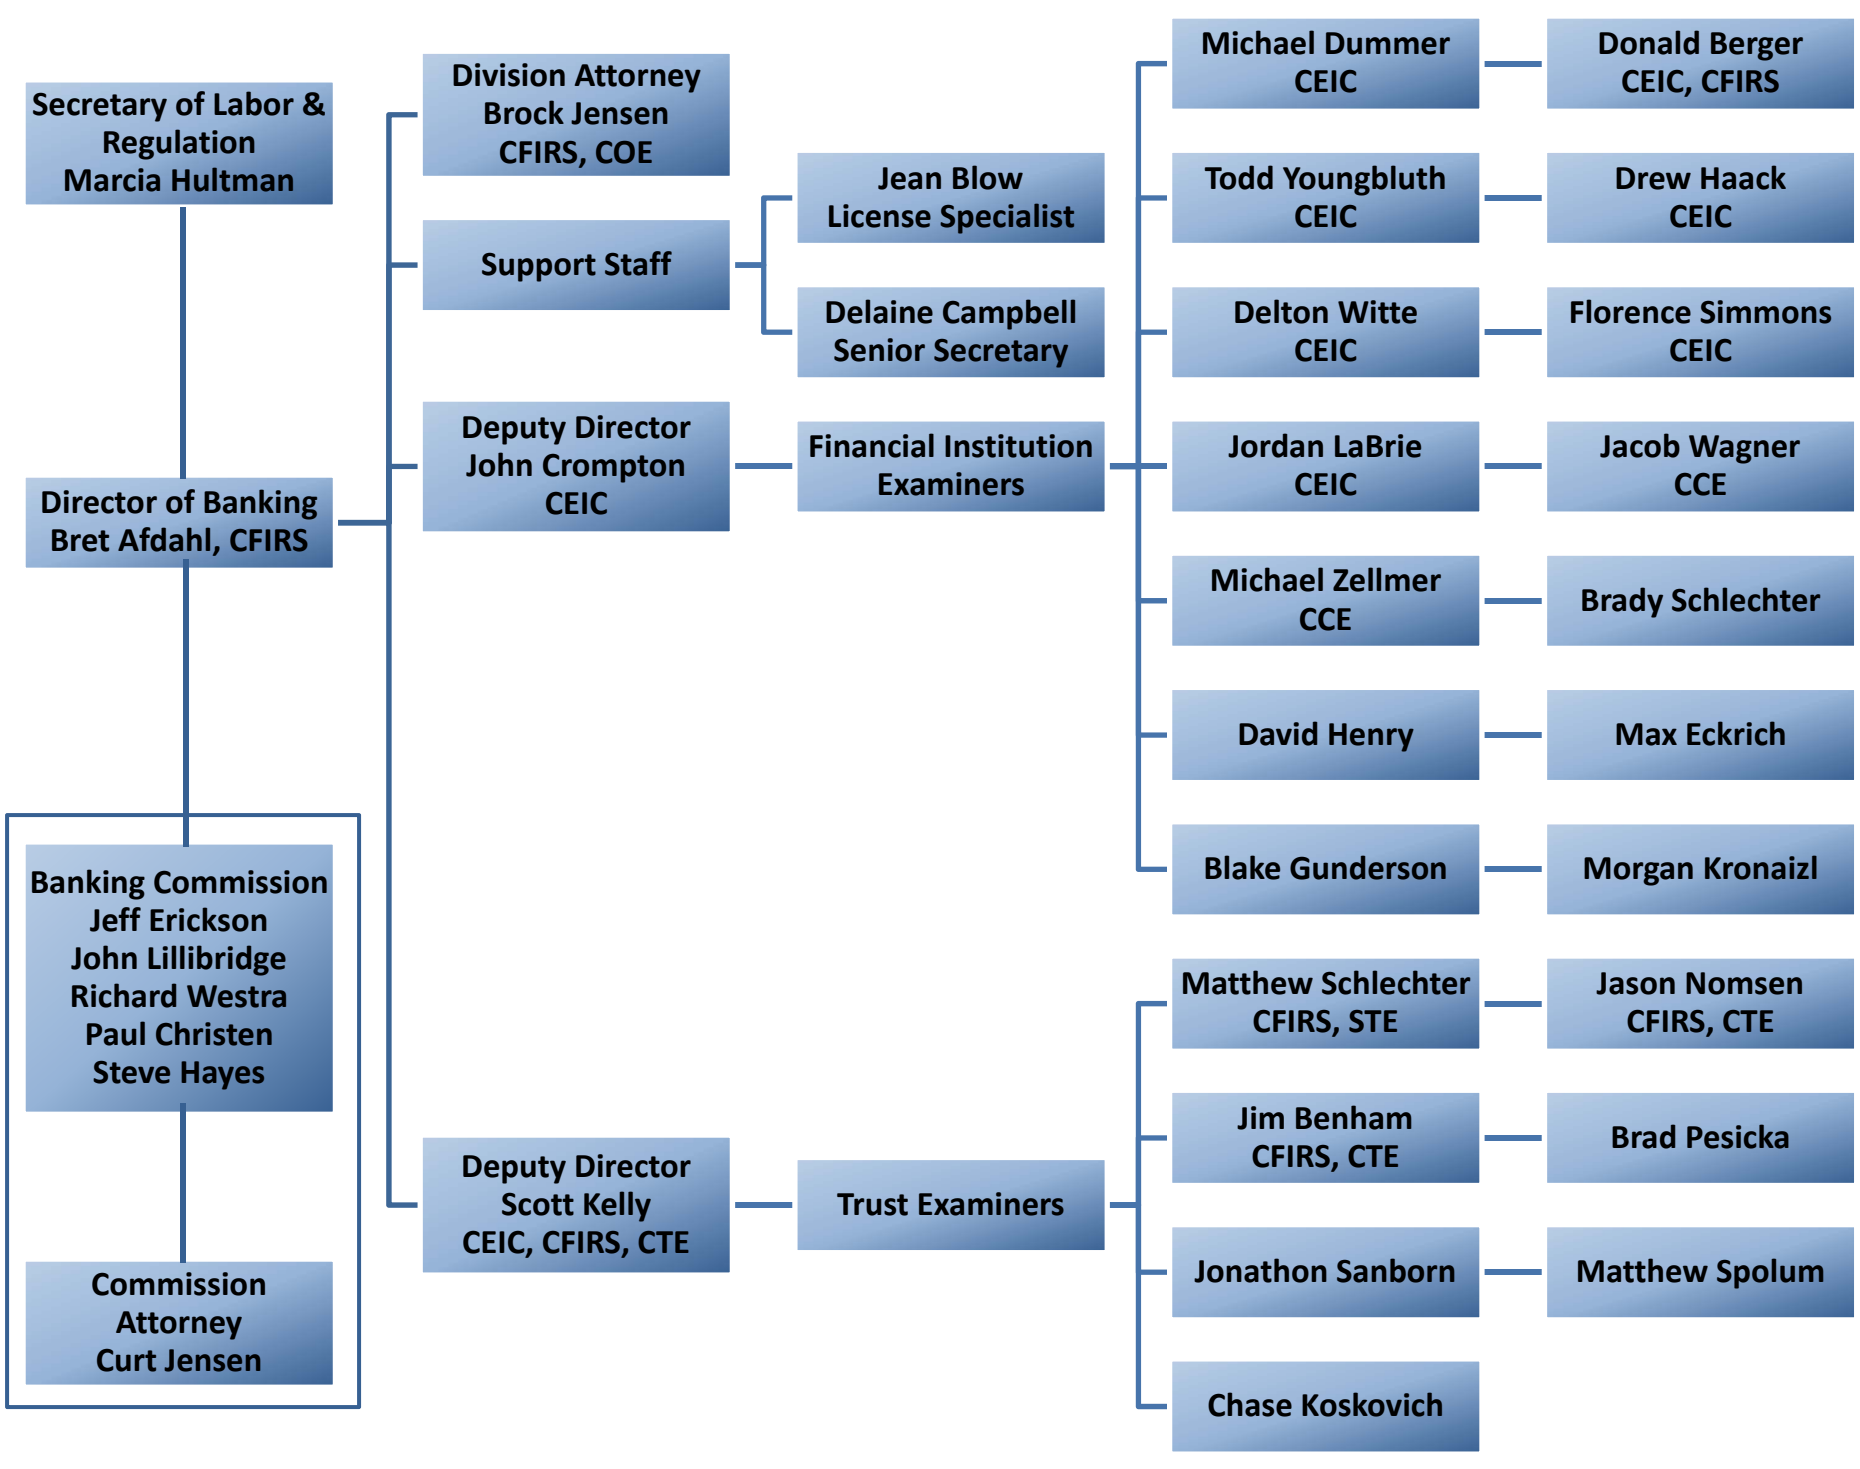 Secretary of Labor &
Regulation
Marcia Hultman
Director of Banking
Bret Afdahl, CFIRS
Banking Commission
Jeff Erickson
John Lillibridge
Richard Westra
Paul Christen
Steve Hayes
Commission
Attorney
Curt Jensen
Division Attorney
Brock Jensen
CFIRS, COE
Support Staff
Jean Blow
License Specialist
Delaine Campbell
Senior Secretary
Deputy Director
John Crompton
CEIC
Financial Institution
Examiners
Michael Dummer
CEIC
Donald Berger
CEIC, CFIRS
Todd Youngbluth
CEIC
Drew Haack
CEIC
Delton Witte
CEIC
Florence Simmons
CEIC
Jordan LaBrie
CEIC
Jacob Wagner
CCE
Michael Zellmer
CCE
Brady Schlechter
David Henry
Max Eckrich
Blake Gunderson
Morgan Kronaizl
Deputy Director
Scott Kelly
CEIC, CFIRS, CTE
Trust Examiners
Matthew Schlechter
CFIRS, STE
Jason Nomsen
CFIRS, CTE
Jim Benham
CFIRS, CTE
Brad Pesicka
Jonathon Sanborn
Matthew Spolum
Chase Koskovich